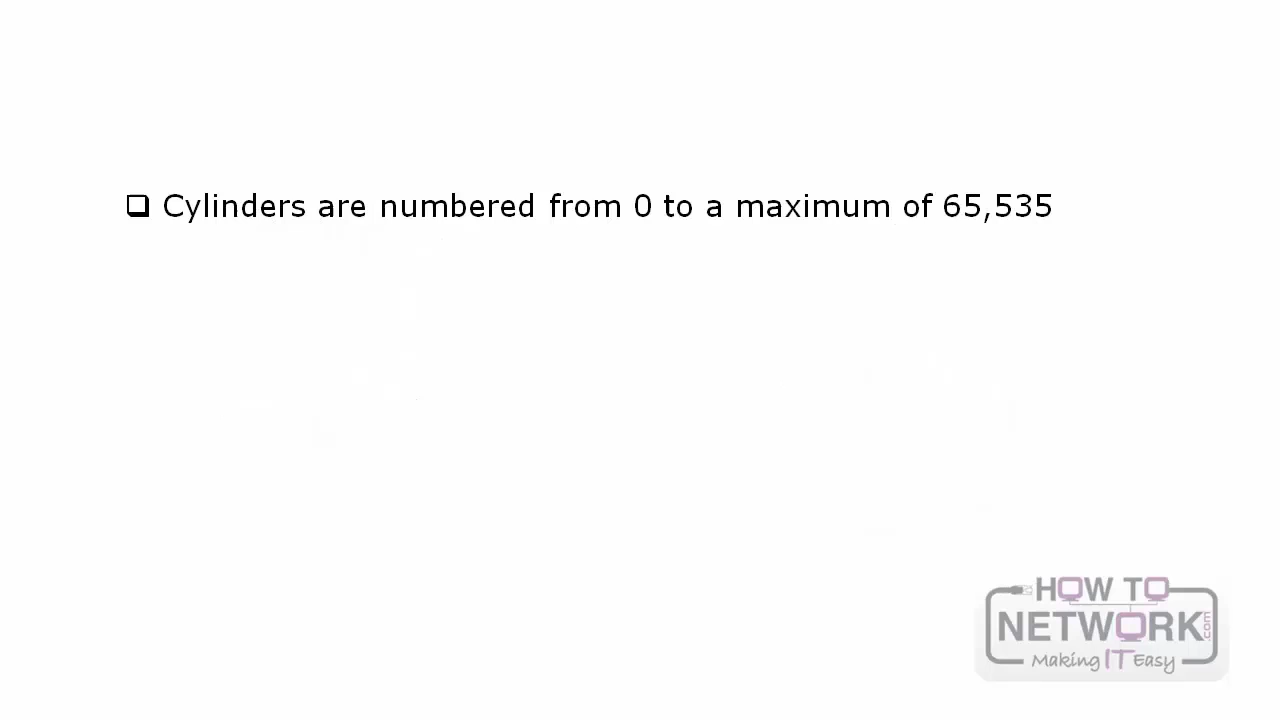 Cylinders are numbered from 0 to a maximum of 65,535
HOW TO
NETWORK.com
Making IT Easy